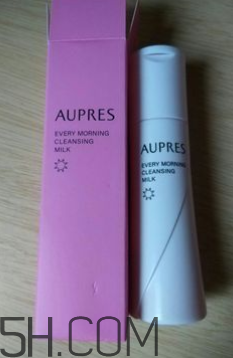 AUPRES
EVERY MORNING
CLEANSING
MILK
AUPRES
EVERY MORNING
CLEANSING
MILK
5H.COM